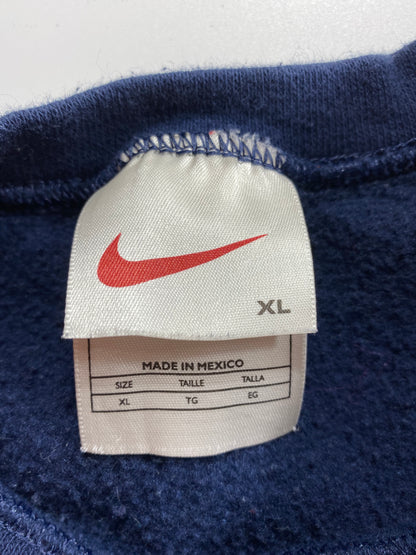 XL
MADE IN MEXICO
SIZE TAILLE TALLA
XL TG EG